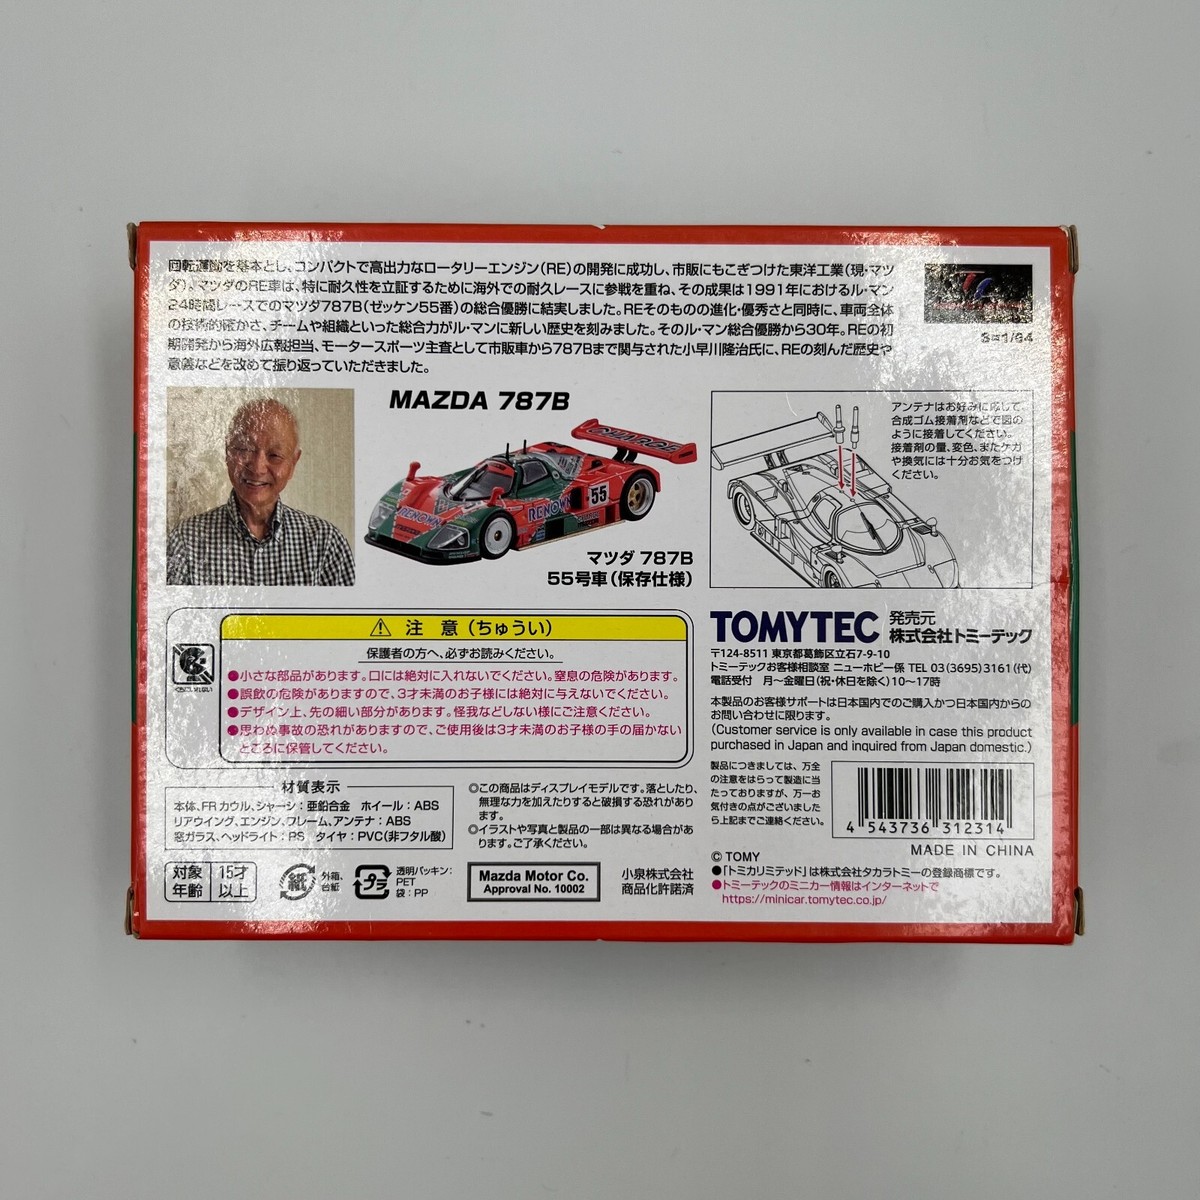 回転運動を基本とし、コンパクトで高出力なロータリーエンジン(RE)の開発に成功し、市販にもこぎつけた東洋工業(現・マツ
ダ)。マツダのRE車は、特に耐久性を立証するために海外での耐久レースに参戦を重ね、その成果は1991年におけるル・マン
24時間レースでのマツダ787B(ゼッケン55番)の総合優勝に結実しました。REそのものの進化・優秀さと同時に、車両全体
の技術的確かさ、チームや組織といった総合力がル・マンに新しい歴史を刻みました。そのル・マン総合優勝から30年。REの初
期開発から海外広報担当、モータースポーツ主査として市販車から787Bまで関与された小早川隆治氏に、REの刻んだ歴史や
意義などを改めて振り返っていただきました。
S=1/64
MAZDA 787B
CHARGE
RENOWN
RENOWN
55
マツダ 787B
55号車(保存仕様)
アンテナはお好みに応じて、
合成ゴム接着剤などで図の
ように接着してください。
接着剤の量、変色、またケガ
や換気には十分お気をつけ
ください。
注 意(ちゅうい)
保護者の方へ、必ずお読みください。
●小さな部品があります。口には絶対に入れないでください。窒息の危険があります。
●誤飲の危険がありますので、3才未満のお子様には絶対に与えないでください。
●デザイン上、先の細い部分があります。怪我などしない様にご注意ください。
●思わぬ事故の恐れがありますので、ご使用後は3才未満のお子様の手の届かない
ところに保管してください。
くちにいれない
TOMYTEC 発売元
株式会社トミーテック
〒124-8511 東京都葛飾区立石7-9-10
トミーテックお客様相談室 ニューホビー係 TEL 03(3695)3161(代)
電話受付 月〜金曜日(祝・休日を除く)10〜17時
本製品のお客様サポートは日本国内でのご購入かつ日本国内からの
お問い合わせに限ります。
(Customer service is only available in case this product
purchased in Japan and inquired from Japan domestic.)
製品につきましては、万全
の注意をはらって製造に当
たっておりますが、万一お
気付きの点がございました
ら上記までご連絡ください。
4 543736 312314
MADE IN CHINA
材質表示
本体、FRカウル、シャーシ:亜鉛合金 ホイール:ABS
リアウイング、エンジン、フレーム、アンテナ:ABS
窓ガラス、ヘッドライト:PS、タイヤ:PVC(非フタル酸)
◎この商品はディスプレイモデルです。落としたり、
無理な力を加えたりすると破損する恐れがあり
ます。
◎イラストや写真と製品の一部は異なる場合があ
ります。ご了承ください。
対象
年齢
15才
以上
紙
外箱、
台紙
プラ
透明パッキン:
PET
袋:PP
Mazda Motor Co.
Approval No. 10002
小泉株式会社
商品化許諾済
© TOMY
●「トミカリミテッド」は株式会社タカラトミーの登録商標です。
●トミーテックのミニカー情報はインターネットで
https://minicar.tomytec.co.jp/